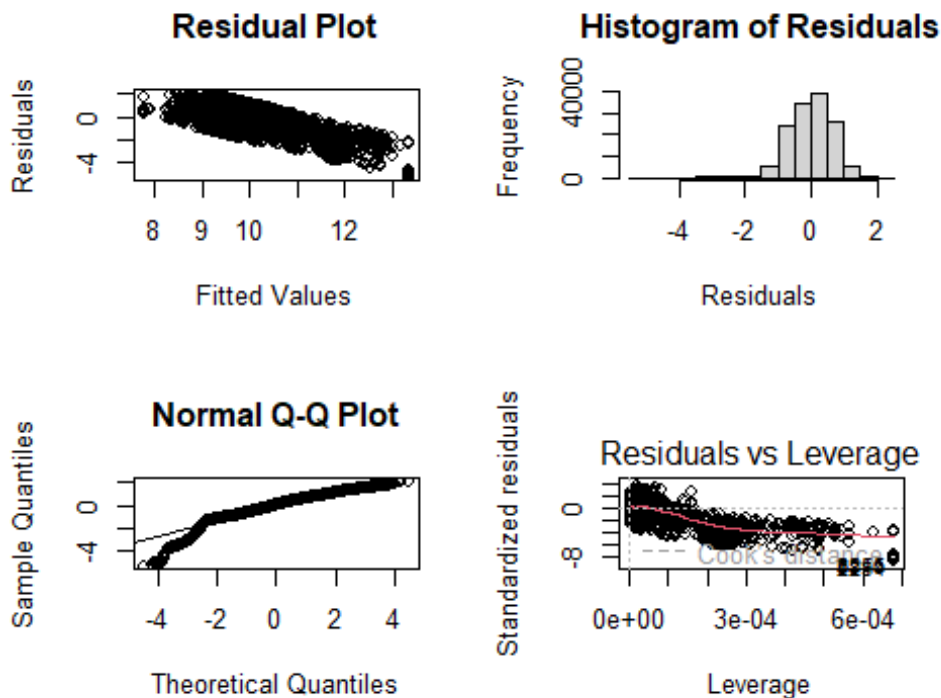 Residual Plot
Residuals
0
-4
8 9 10 12
Fitted Values
Histogram of Residuals
Frequency
40000
0
-4 -2 0 2
Residuals
Normal Q-Q Plot
Sample Quantiles
0
-4
-4 -2 0 2 4
Theoretical Quantiles
Residuals vs Leverage
Standardized residuals
0
-8
Cook's distance
0e+00 3e-04 6e-04
Leverage